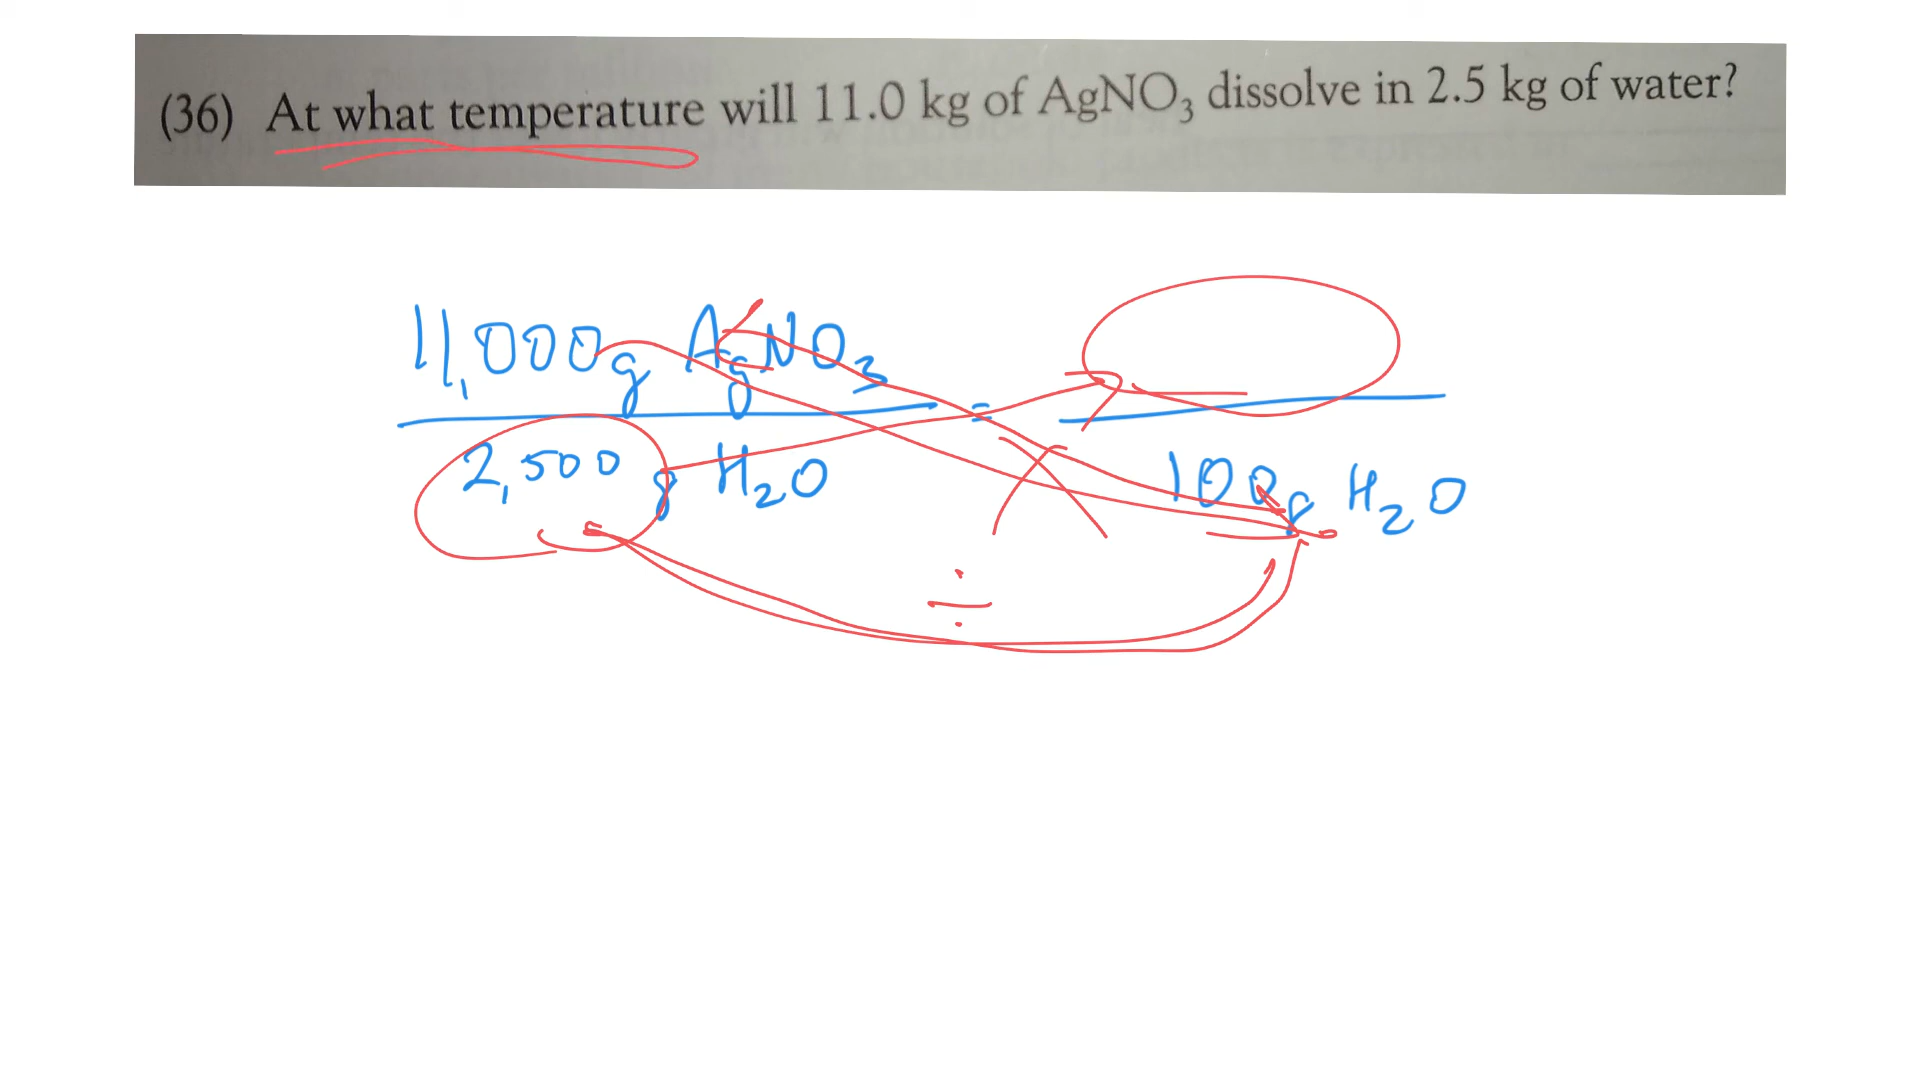 (36) At what temperature will 11.0 kg of AgNO₃ dissolve in 2.5 kg of water?
11,000g AgNO₃
=
2,500 g H₂O
100g H₂O
÷